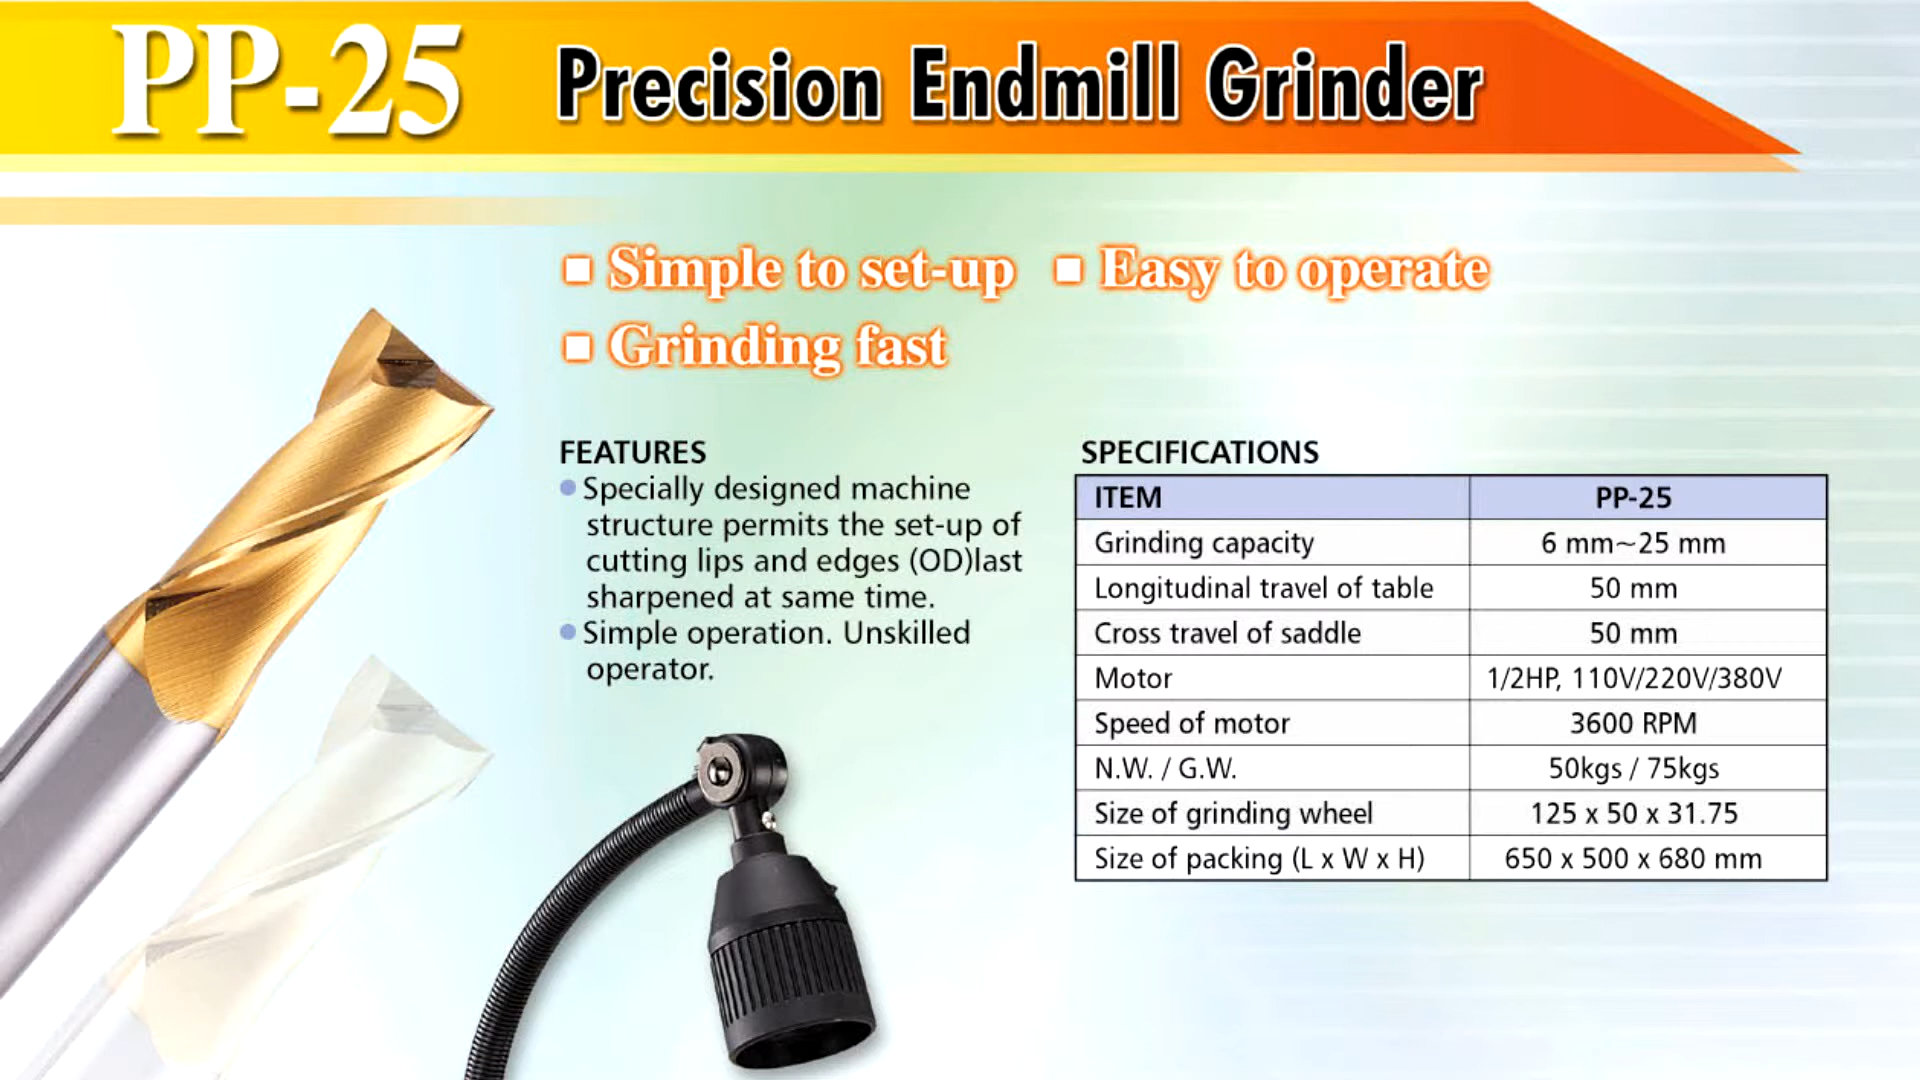 PP-25 Precision Endmill Grinder
Simple to set-up Easy to operate
Grinding fast
FEATURES
Specially designed machine
structure permits the set-up of
cutting lips and edges (OD)last
sharpened at same time.
Simple operation. Unskilled
operator.
SPECIFICATIONS
ITEM PP-25
Grinding capacity 6 mm~25 mm
Longitudinal travel of table 50 mm
Cross travel of saddle 50 mm
Motor 1/2HP, 110V/220V/380V
Speed of motor 3600 RPM
N.W. / G.W. 50kgs / 75kgs
Size of grinding wheel 125 x 50 x 31.75
Size of packing (L x W x H) 650 x 500 x 680 mm